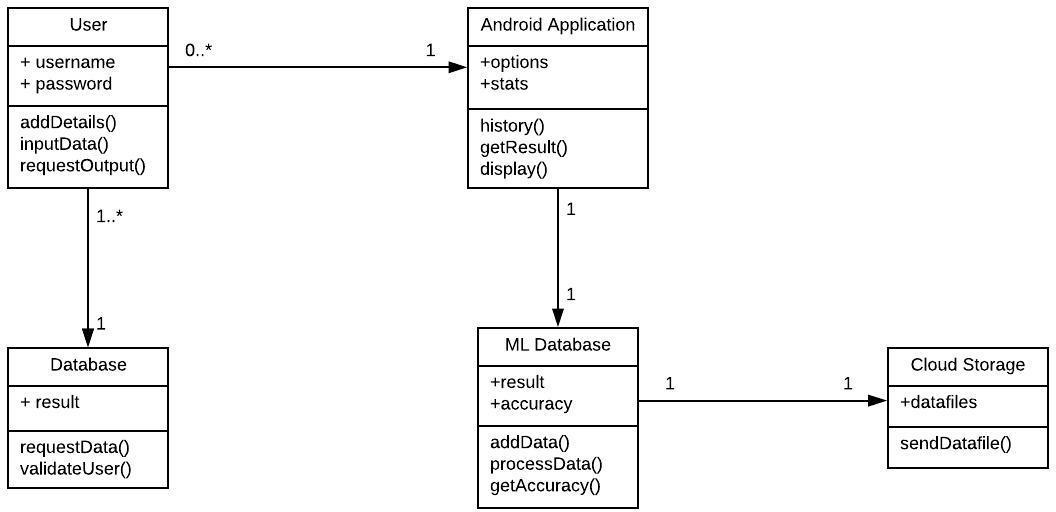 User
+ username
+ password
addDetails()
inputData()
requestOutput()
0..*
1
Android Application
+options
+stats
history()
getResult()
display()
1..*
1
1
1
Database
+ result
requestData()
validateUser()
ML Database
+result
+accuracy
addData()
processData()
getAccuracy()
1
1
Cloud Storage
+datafiles
sendDatafile()